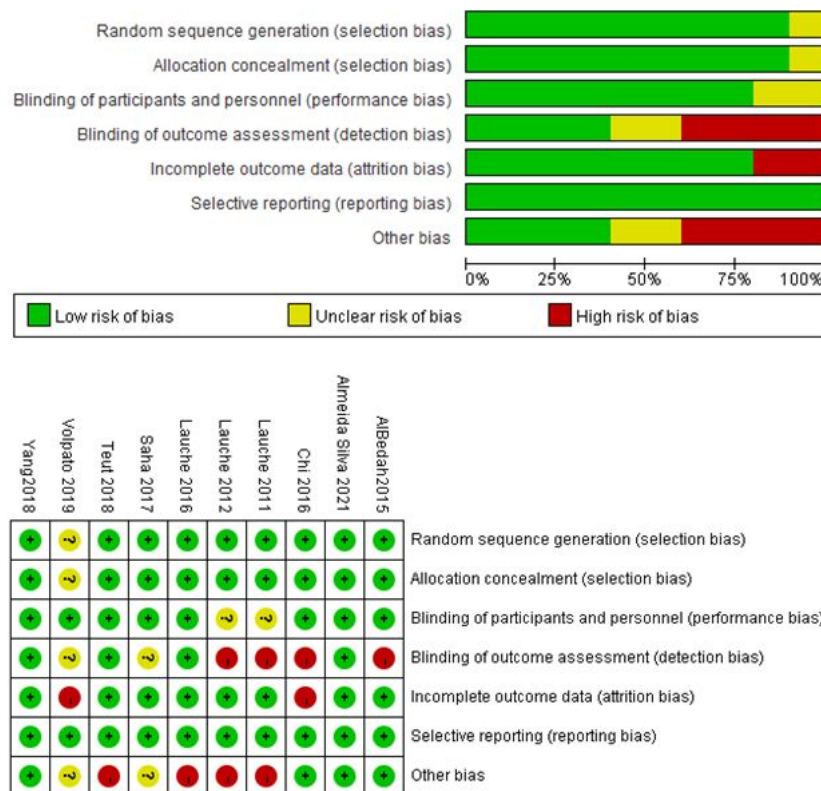 Random sequence generation (selection bias)
Allocation concealment (selection bias)
Blinding of participants and personnel (performance bias)
Blinding of outcome assessment (detection bias)
Incomplete outcome data (attrition bias)
Selective reporting (reporting bias)
Other bias
0% 25% 50% 75% 100%
Low risk of bias Unclear risk of bias High risk of bias
Yang2018
Volpato 2019
Teut 2018
Saha 2017
Lauche 2016
Lauche 2012
Lauche 2011
Chi 2016
Almeida Silva 2021
AlBedah2015
+ ? + + + + + + + + Random sequence generation (selection bias)
+ ? + + + + + + + + Allocation concealment (selection bias)
+ + + + + ? ? + + + Blinding of participants and personnel (performance bias)
+ ? + ? + - - - + - Blinding of outcome assessment (detection bias)
+ - + + + + + - + + Incomplete outcome data (attrition bias)
+ + + + + + + + + + Selective reporting (reporting bias)
+ ? - ? - - - + + + Other bias